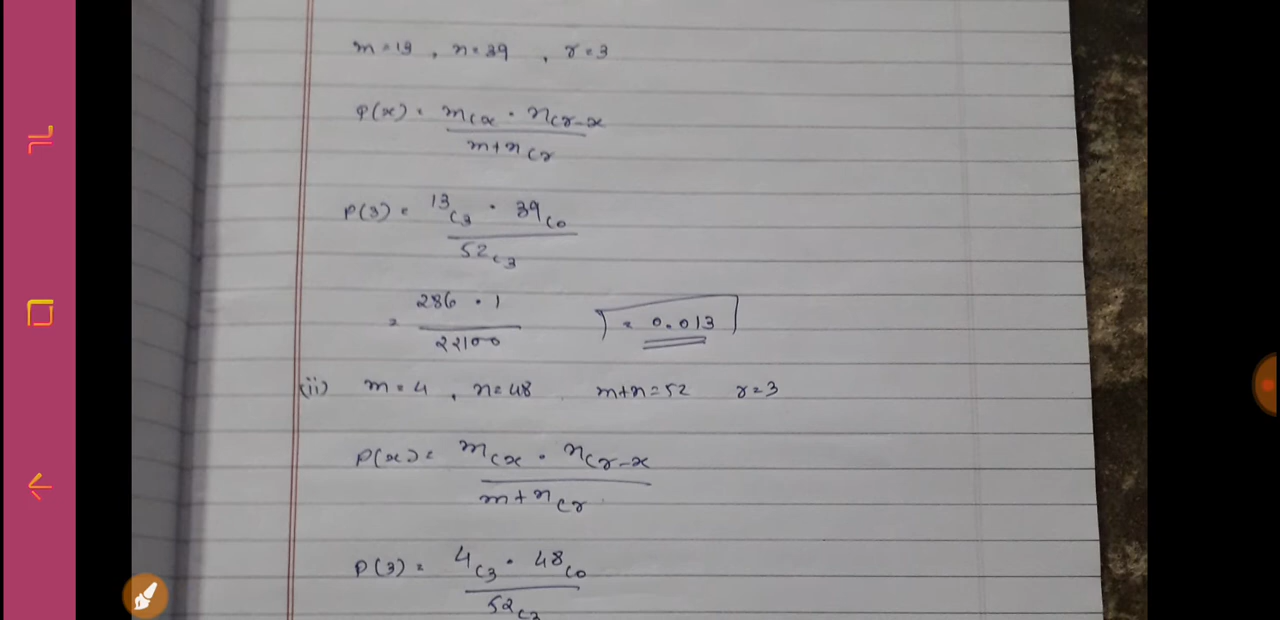 m = 13 , n = 39 , r = 3
P(x) = mCx . nCr-x
m+nCr
P(3) = 13C3 . 39C0
52C3
= 286 . 1
22100
= 0.013
(ii) m = 4 , n = 48 m+n = 52 r = 3
P(x) = mCx . nCr-x
m+nCr
P(3) = 4C3 . 48C0
52C3